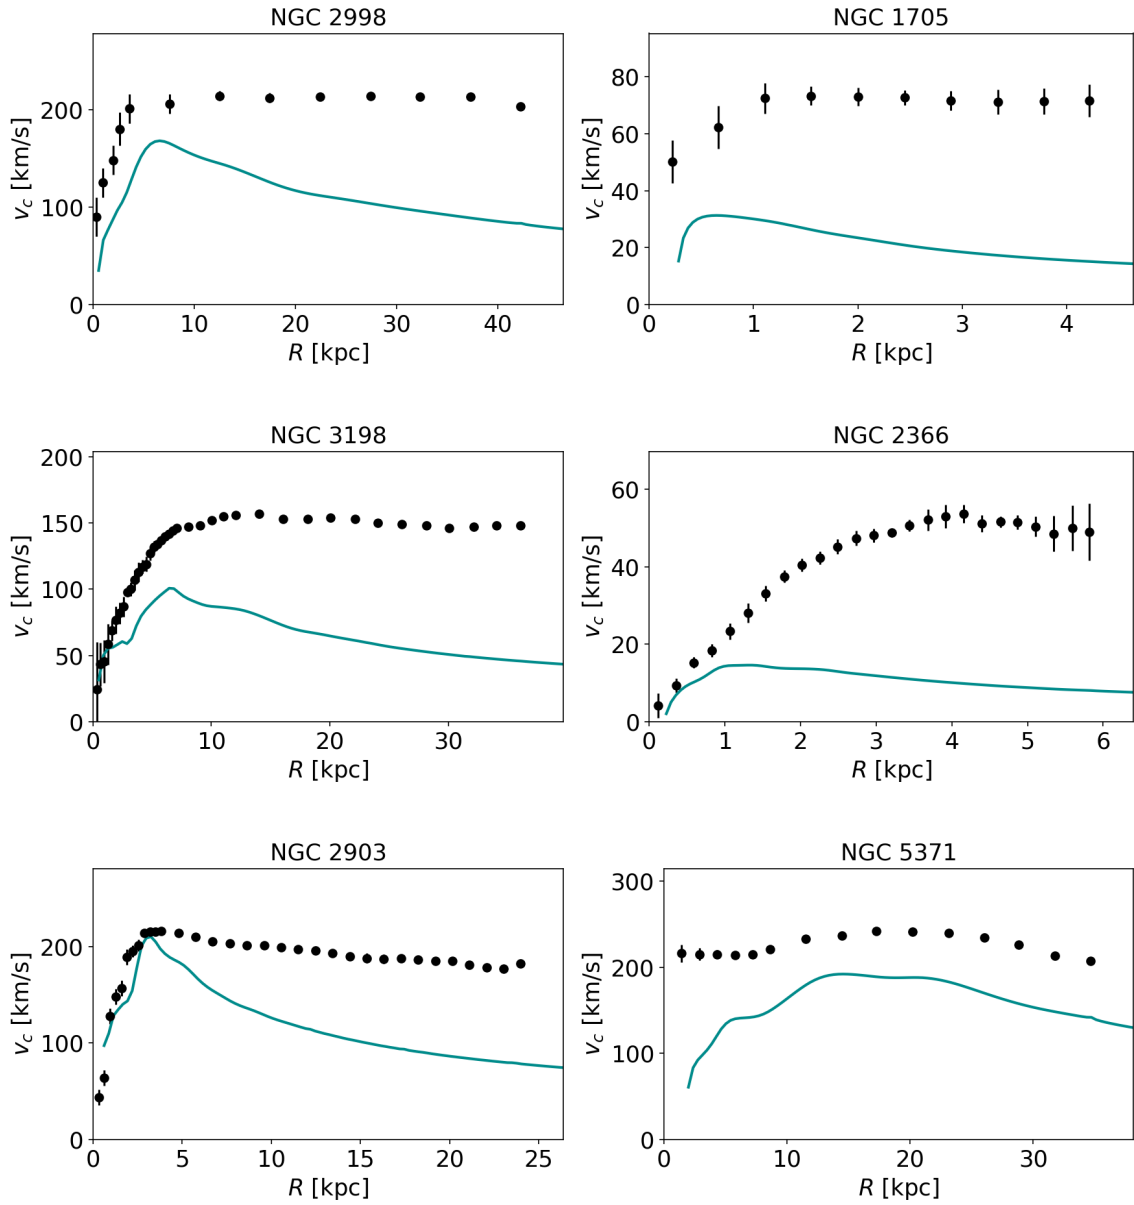 NGC 2998
v_c [km/s]
200
100
0
0 10 20 30 40
R [kpc]
NGC 1705
v_c [km/s]
80
60
40
20
0
0 1 2 3 4
R [kpc]
NGC 3198
v_c [km/s]
200
150
100
50
0
0 10 20 30
R [kpc]
NGC 2366
v_c [km/s]
60
40
20
0
0 1 2 3 4 5 6
R [kpc]
NGC 2903
v_c [km/s]
200
100
0
0 5 10 15 20 25
R [kpc]
NGC 5371
v_c [km/s]
300
200
100
0
0 10 20 30
R [kpc]